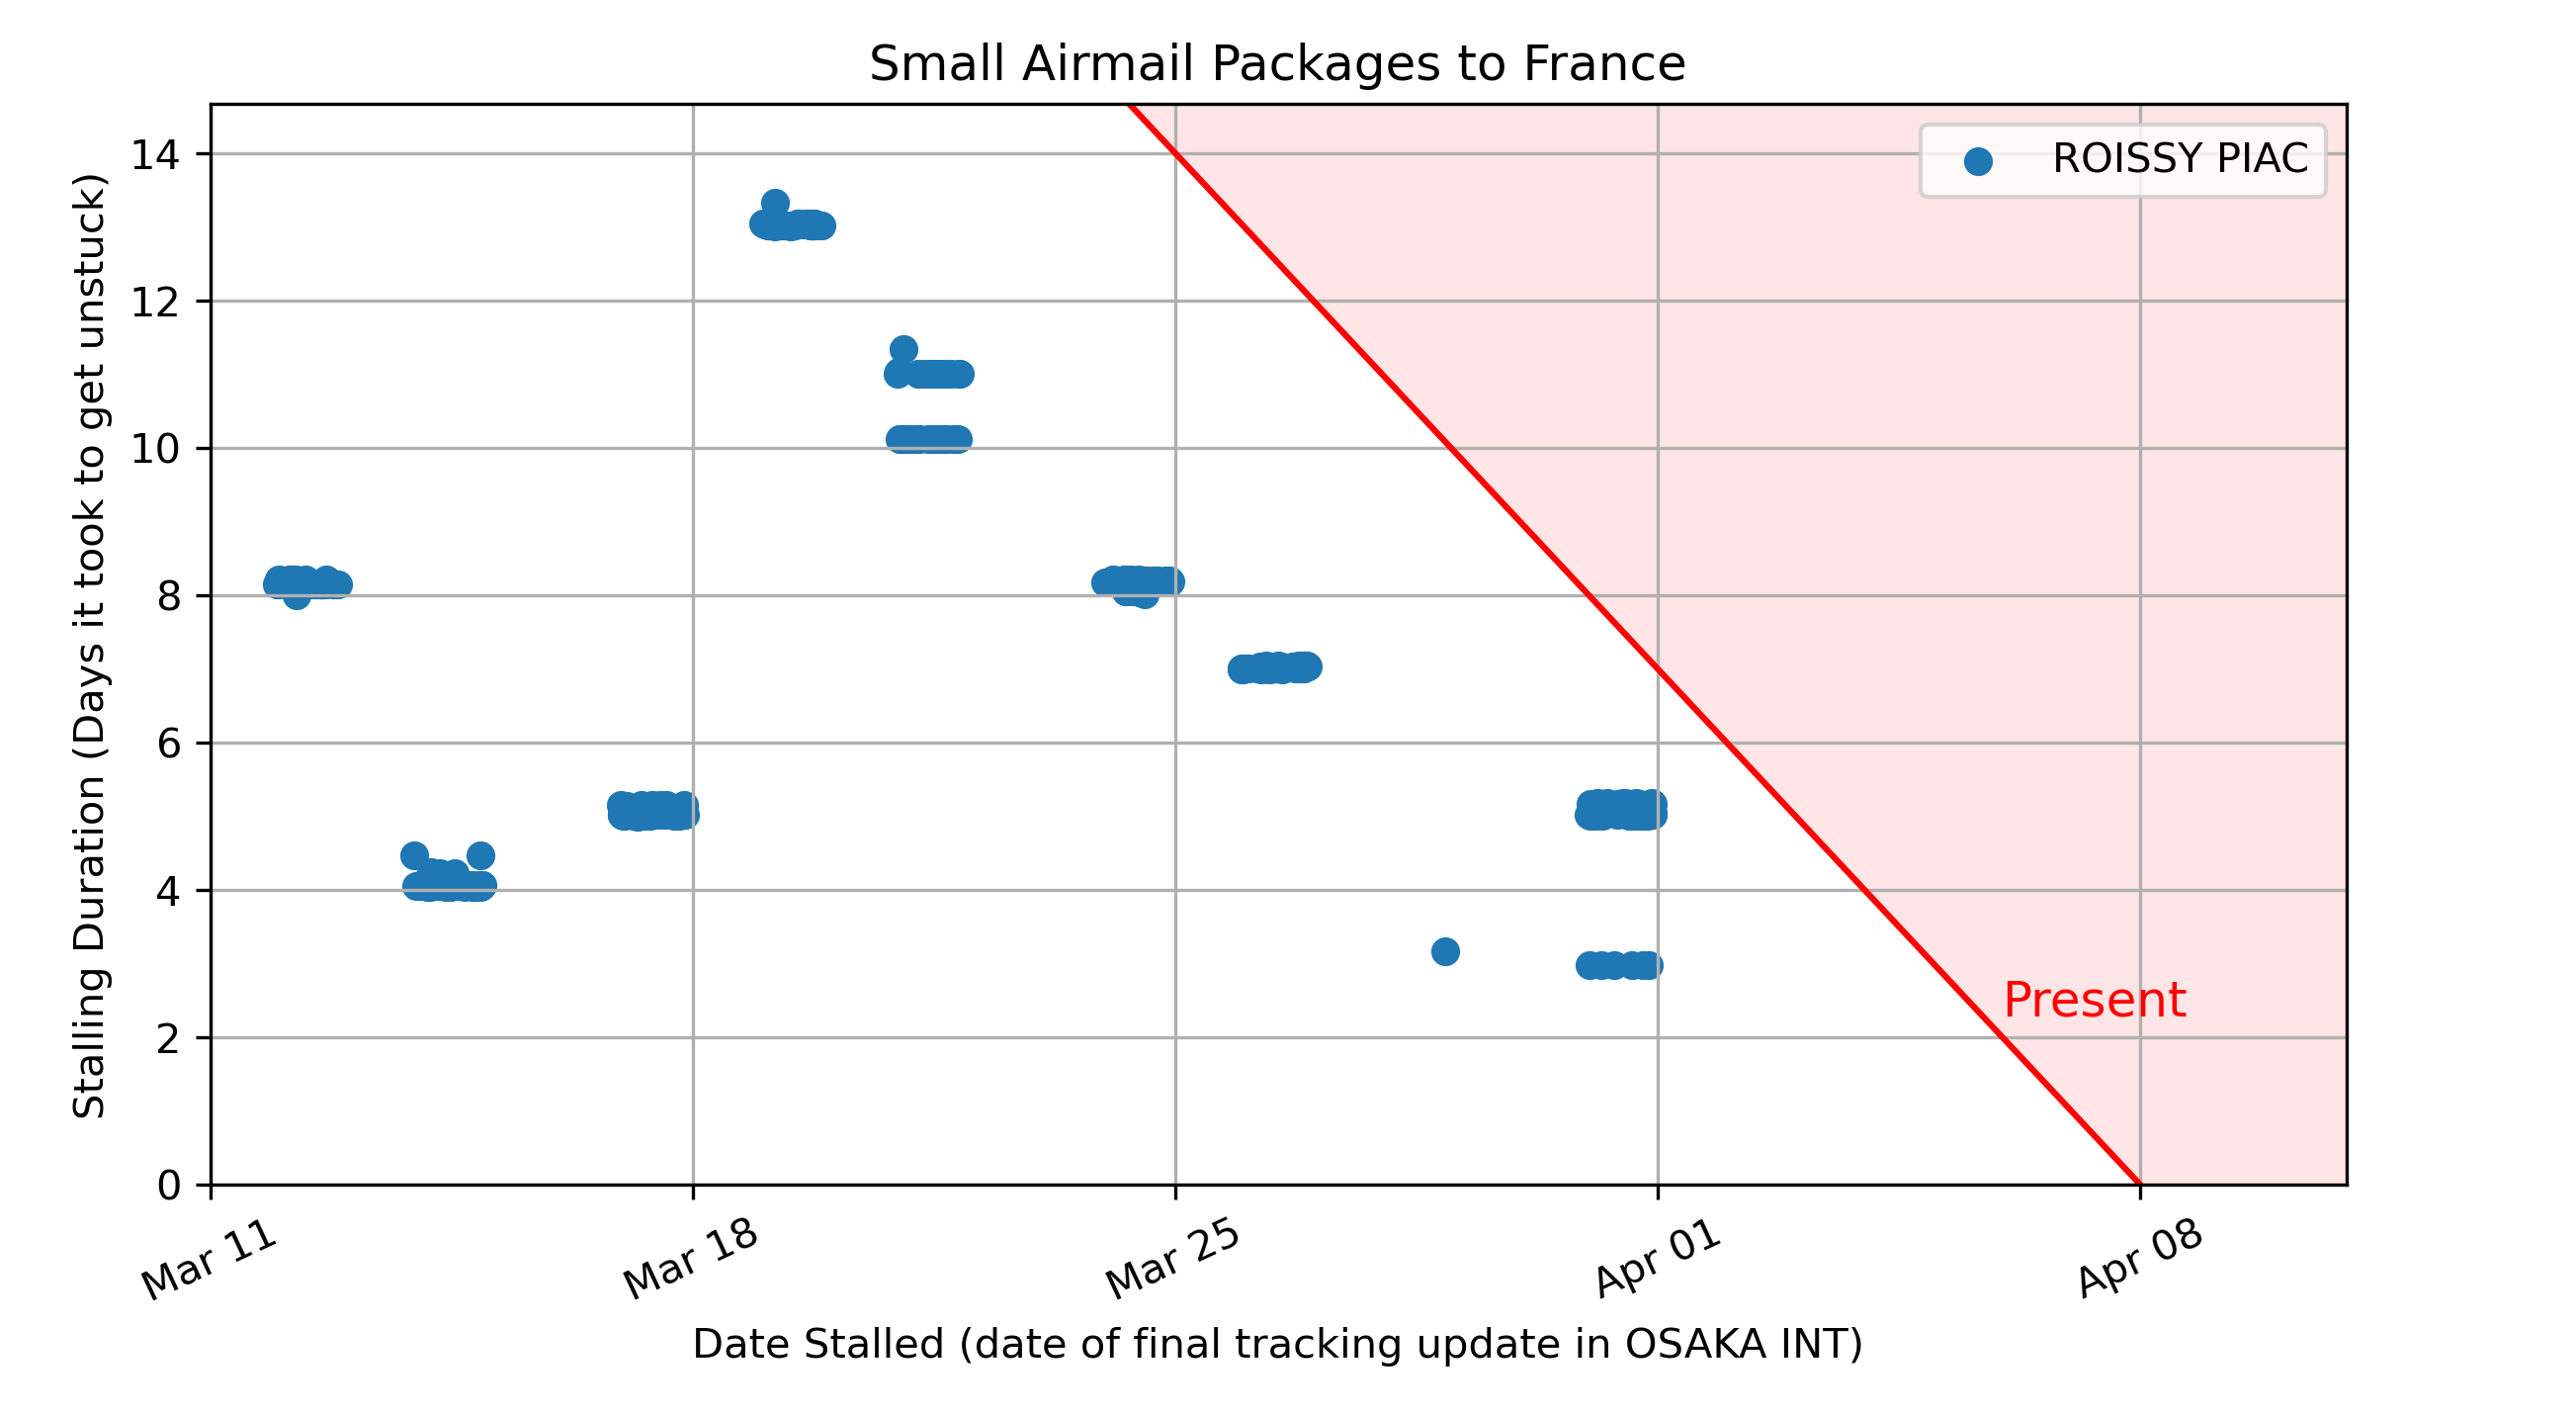 Small Airmail Packages to France
ROISSY PIAC
Stalling Duration (Days it took to get unstuck)
14
12
10
8
6
4
2
0
Present
Mar 11
Mar 18
Mar 25
Apr 01
Apr 08
Date Stalled (date of final tracking update in OSAKA INT)